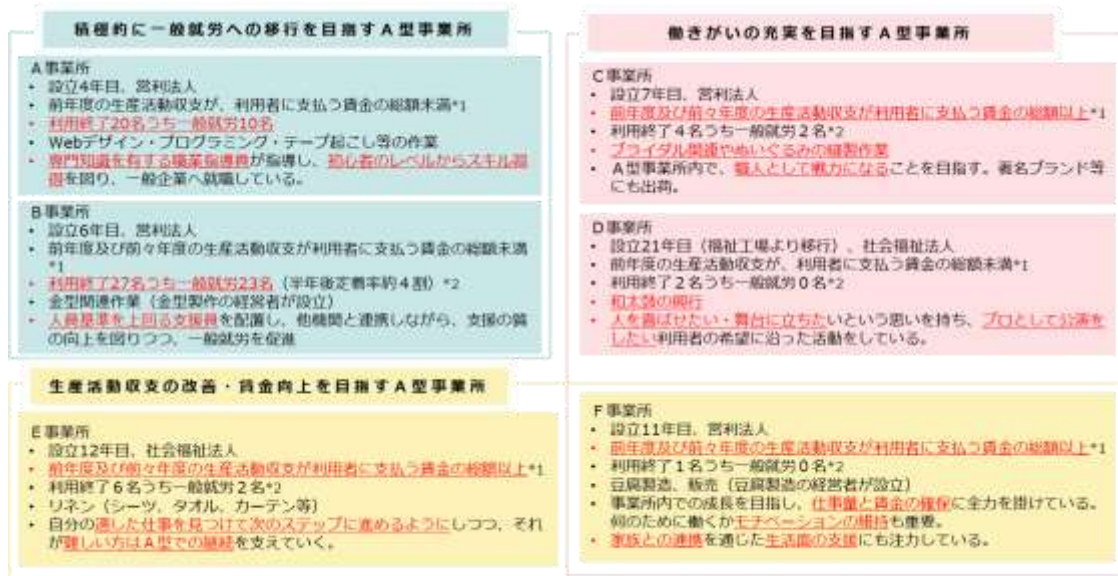 積極的に一般就労への移行を目指すA型事業所
A事業所
• 設立4年目、営利法人
• 前年度の生産活動収支が、利用者に支払う賃金の総額未満*1
• 利用終了20名うち一般就労10名
• Webデザイン・プログラミング・テープ起こし等の作業
• 専門知識を有する職業指導員が指導し、初心者のレベルからスキル習
得を図り、一般企業へ就職している。
B事業所
• 設立6年目、営利法人
• 前年度及び前々年度の生産活動収支が利用者に支払う賃金の総額未満
*1
• 利用終了27名うち一般就労23名(半年後定着率約4割)*2
• 金型関連作業(金型製作の経営者が設立)
• 人員基準を上回る支援員を配置し、他機関と連携しながら、支援の質
の向上を図りつつ、一般就労を促進
働きがいの充実を目指すA型事業所
C事業所
• 設立7年目、営利法人
• 前年度及び前々年度の生産活動収支が利用者に支払う賃金の総額以上*1
• 利用終了4名うち一般就労2名*2
• ブライダル関連やぬいぐるみの縫製作業
• A型事業所内で、職人として戦力になることを目指す。著名ブランド等
にも出荷。
D事業所
• 設立21年目(福祉工場より移行)、社会福祉法人
• 前年度の生産活動収支が、利用者に支払う賃金の総額未満*1
• 利用終了2名うち一般就労0名*2
• 和太鼓の興行
• 人を喜ばせたい・舞台に立ちたいという思いを持ち、プロとして公演を
したい利用者の希望に沿った活動をしている。
生産活動収支の改善・賃金向上を目指すA型事業所
E事業所
• 設立12年目、社会福祉法人
• 前年度及び前々年度の生産活動収支が利用者に支払う賃金の総額以上*1
• 利用終了6名うち一般就労2名*2
• リネン(シーツ、タオル、カーテン等)
• 自分の適した仕事を見つけて次のステップに進めるようにしつつ、それ
が難しい方はA型での継続を支えていく。
F事業所
• 設立11年目、営利法人
• 前年度及び前々年度の生産活動収支が利用者に支払う賃金の総額以上*1
• 利用終了1名うち一般就労0名*2
• 豆腐製造、販売(豆腐製造の経営者が設立)
• 事業所内での成長を目指し、仕事量と賃金の確保に全力を掛けている。
何のために働くかモチベーションの維持も重要。
• 家族との連携を通じた生活面の支援にも注力している。